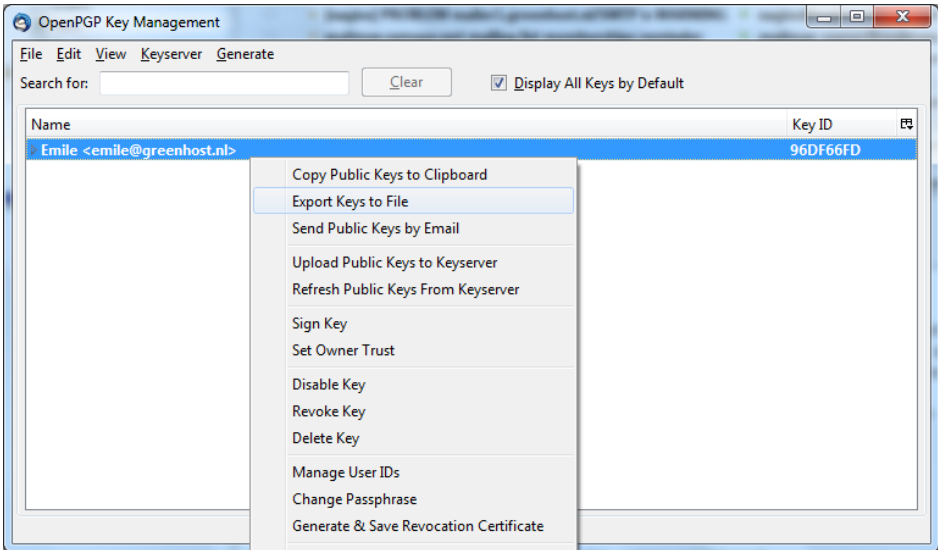 OpenPGP Key Management
File Edit View Keyserver Generate
Search for: Clear Display All Keys by Default
Name Key ID
Emile <emile@greenhost.nl> 96DF66FD
Copy Public Keys to Clipboard
Export Keys to File
Send Public Keys by Email
Upload Public Keys to Keyserver
Refresh Public Keys From Keyserver
Sign Key
Set Owner Trust
Disable Key
Revoke Key
Delete Key
Manage User IDs
Change Passphrase
Generate & Save Revocation Certificate